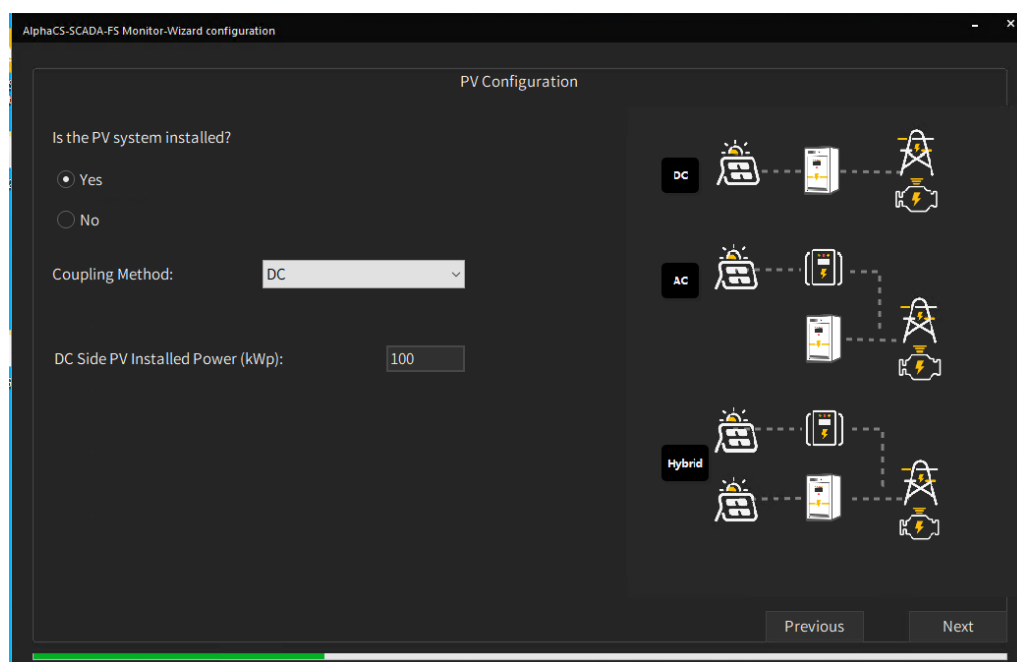 AlphaCS-SCADA-FS Monitor-Wizard configuration
PV Configuration
Is the PV system installed?
Yes
No
Coupling Method:
DC
DC Side PV Installed Power (kWp):
100
DC
AC
Hybrid
Previous
Next